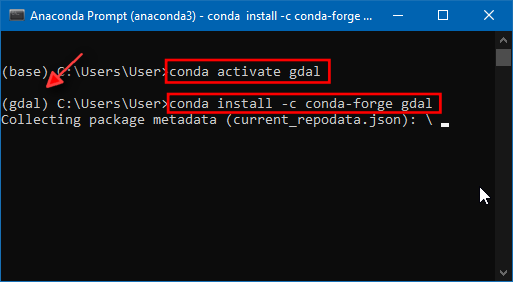 Anaconda Prompt (anaconda3) - conda  install -c conda-forge ...
(base) C:\Users\User>conda activate gdal
(gdal) C:\Users\User>conda install -c conda-forge gdal
Collecting package metadata (current_repodata.json): \